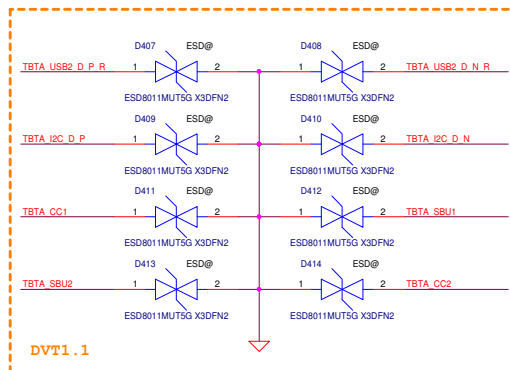 D407 ESD@ D408 ESD@
TBTA_USB2_D_P_R 1 2 1 2 TBTA_USB2_D_N_R
ESD8011MUT5G X3DFN2 ESD8011MUT5G X3DFN2
D409 ESD@ D410 ESD@
TBTA_I2C_D_P 1 2 1 2 TBTA_I2C_D_N
ESD8011MUT5G X3DFN2 ESD8011MUT5G X3DFN2
D411 ESD@ D412 ESD@
TBTA_CC1 1 2 1 2 TBTA_SBU1
ESD8011MUT5G X3DFN2 ESD8011MUT5G X3DFN2
D413 ESD@ D414 ESD@
TBTA_SBU2 1 2 1 2 TBTA_CC2
ESD8011MUT5G X3DFN2 ESD8011MUT5G X3DFN2
DVT1.1